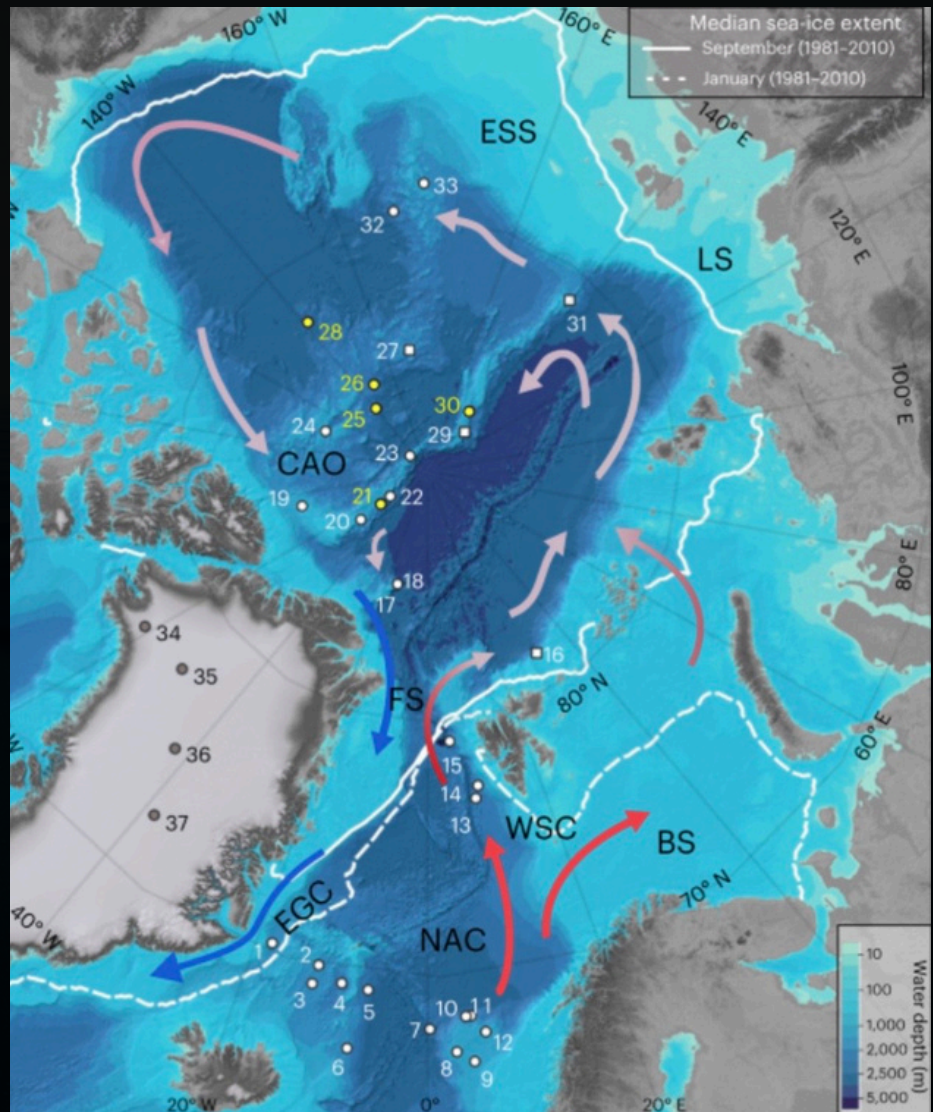 Median sea-ice extent
September (1981–2010)
January (1981–2010)
160° W
160° E
140° W
140° E
ESS
33
32
120° E
LS
31
28
27
26
25
30
24
29
100° E
23
CAO
19
21
22
20
18
17
80° E
34
16
35
FS
80° N
36
15
60° E
14
37
13
WSC
BS
EGC
70° N
40° W
NAC
1
2
3
4
5
10
11
7
12
6
8
9
10
100
1,000
2,000
2,500
5,000
Water depth (m)
20° W
0°
20° E